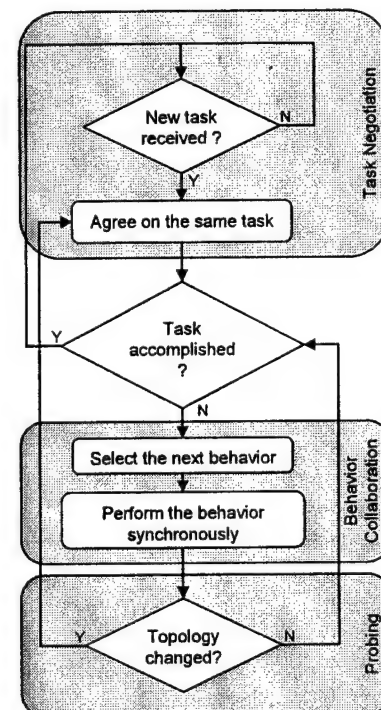 New task
received ?
N
Y
Task Negotiation
Agree on the same task
Y
Task
accomplished
?
N
Select the next behavior
Perform the behavior
synchronously
Behavior
Collaboration
Y
Topology
changed?
N
Probing